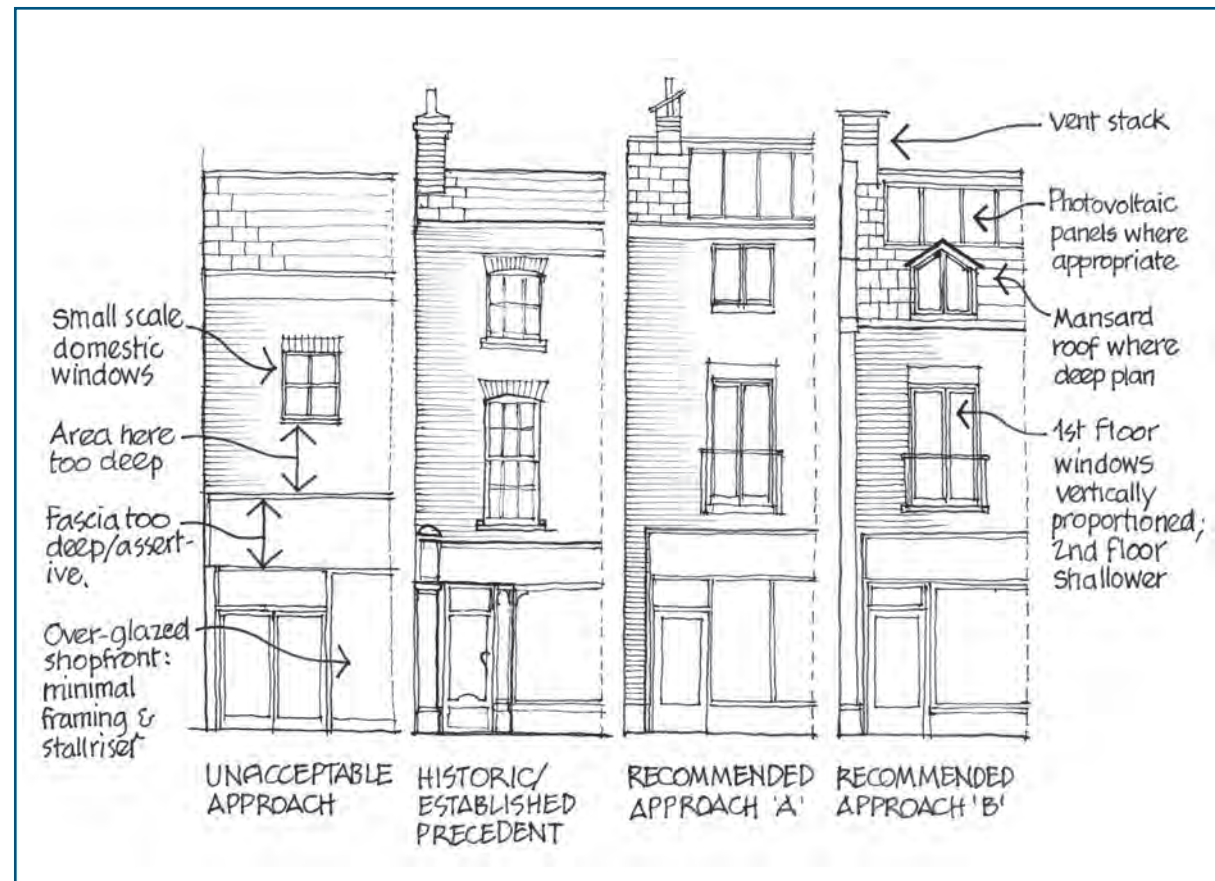 Small scale
domestic
windows
Area here
too deep
Fascia too
deep/assert-
ive.
Over-glazed
shopfront:
minimal
framing &
stallriser
vent stack
Photovoltaic
panels where
appropriate
Mansard
roof where
deep plan
1st floor
windows
vertically
proportioned;
2nd floor
shallower
UNACCEPTABLE
APPROACH
HISTORIC/
ESTABLISHED
PRECEDENT
RECOMMENDED
APPROACH 'A'
RECOMMENDED
APPROACH 'B'